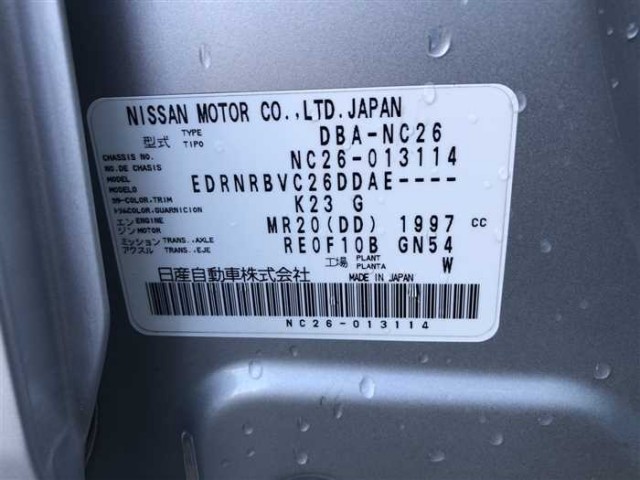 NISSAN MOTOR CO.,LTD.JAPAN
型式 TYPE TIPO DBA-NC26
CHASSIS NO. NO.DE CHASIS NC26-013114
MODEL MODELO EDRNRBVC26DDAE----
COLOR,TRIM COLOR,GUARNICION K23 G
エンジン ENGINE MOTOR MR20(DD) 1997 CC
ミッション TRANS.,AXLE アクスル TRANS.,EJE RE0F10B GN54
工場 PLANT PLANTA W
日産自動車株式会社 MADE IN JAPAN
NC26-013114